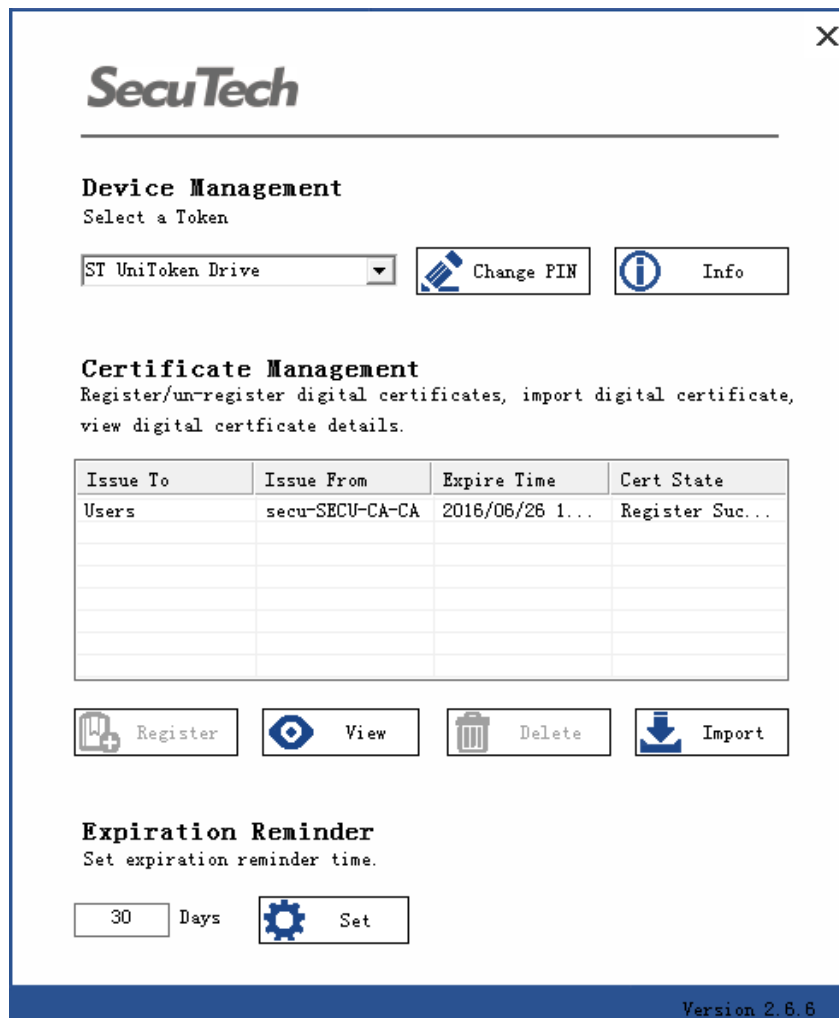 SecuTech
Device Management
Select a Token
ST UniToken Drive
Change PIN
Info
Certificate Management
Register/un-register digital certificates, import digital certificate,
view digital certficate details.
Issue To Issue From Expire Time Cert State
Users secu-SECU-CA-CA 2016/06/26 1... Register Suc...
Register View Delete Import
Expiration Reminder
Set expiration reminder time.
30 Days Set
Version 2.6.6